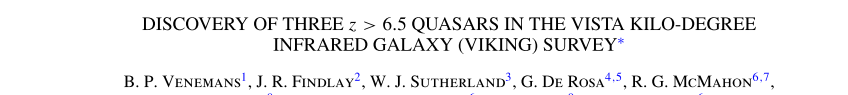 DISCOVERY OF THREE z > 6.5 QUASARS IN THE VISTA KILO-DEGREE
INFRARED GALAXY (VIKING) SURVEY*
B. P. VENEMANS1, J. R. FINDLAY2, W. J. SUTHERLAND3, G. DE ROSA4,5, R. G. MCMAHON6,7,